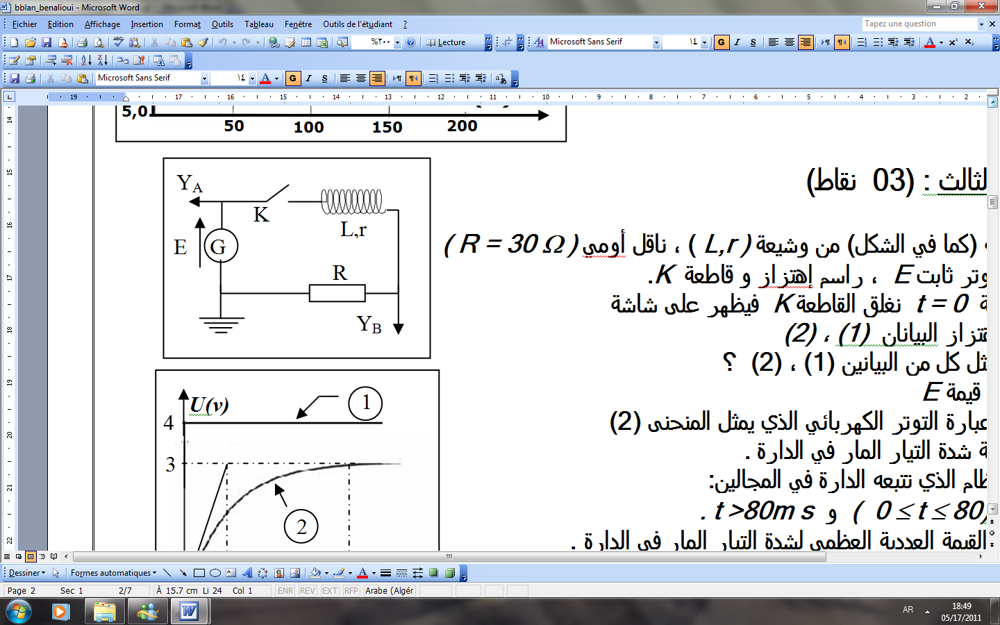 bblan_benalioui - Microsoft Word
Fichier Edition Affichage Insertion Format Outils Tableau Fenêtre Outils de l'étudiant ?
Tapez une question
%٢٠٠ Lecture Microsoft Sans Serif ١٤ G I S
Microsoft Sans Serif ١٤ A G I S
19 17 16 15 14 13 12 11 10 9 8 7 6 5 4 3 2
5,0
50 100 150 200
لثالث : (03 نقاط)
Y_A
K
L,r
E G
R
Y_B
(كما في الشكل) من وشيعة ( L,r ) ، ناقل أومي ( R = 30 Ω )
وتر ثابت E ، راسم إهتزاز و قاطعة K.
ة t = 0 نغلق القاطعة K فيظهر على شاشة
هتزاز البيانان (1) ، (2)
ثل كل من البيانين (1) ، (2) ؟
قيمة E
عبارة التوتر الكهربائي الذي يمثل المنحنى (2)
ة شدة التيار المار في الدارة .
ظام الذي تتبعه الدارة في المجالين:
( 0 ≤ t ≤ 80) و t >80m s .
القيمة العددية العظمى لشدة التيار المار في الدارة .
U(v)
1
4
3
2
Dessiner Formes automatiques
Page 2 Sec 1 2/7 À 15.7 cm Li 24 Col 1 ENR REV EXT RFP Arabe (Algér
AR 18:49
05/17/2011